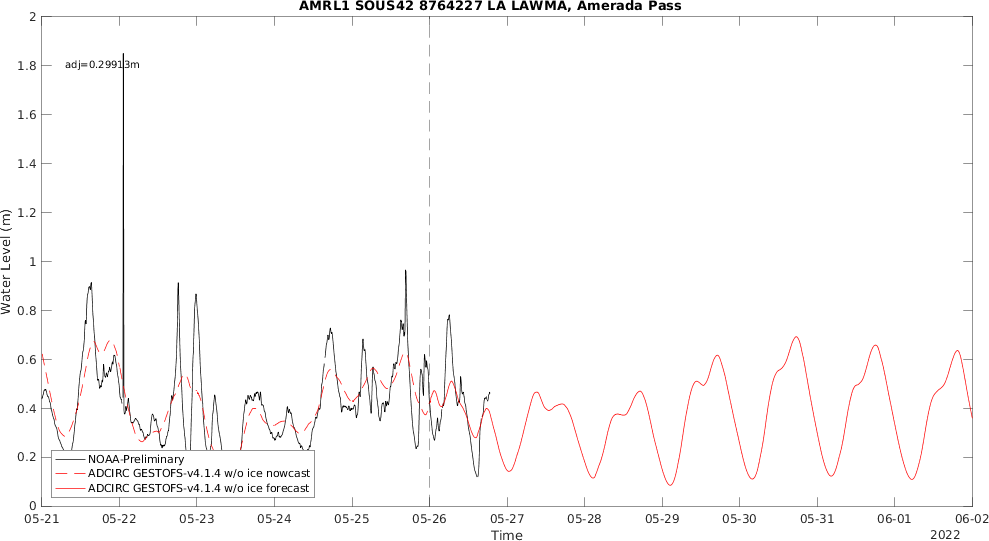 AMRL1 SOUS42 8764227 LA LAWMA, Amerada Pass
2
1.8
1.6
1.4
1.2
1
0.8
0.6
0.4
0.2
0
Water Level (m)
adj=0.29913m
NOAA-Preliminary
ADCIRC GESTOFS-v4.1.4 w/o ice nowcast
ADCIRC GESTOFS-v4.1.4 w/o ice forecast
05-21 05-22 05-23 05-24 05-25 05-26 05-27 05-28 05-29 05-30 05-31 06-01 06-02
Time
2022